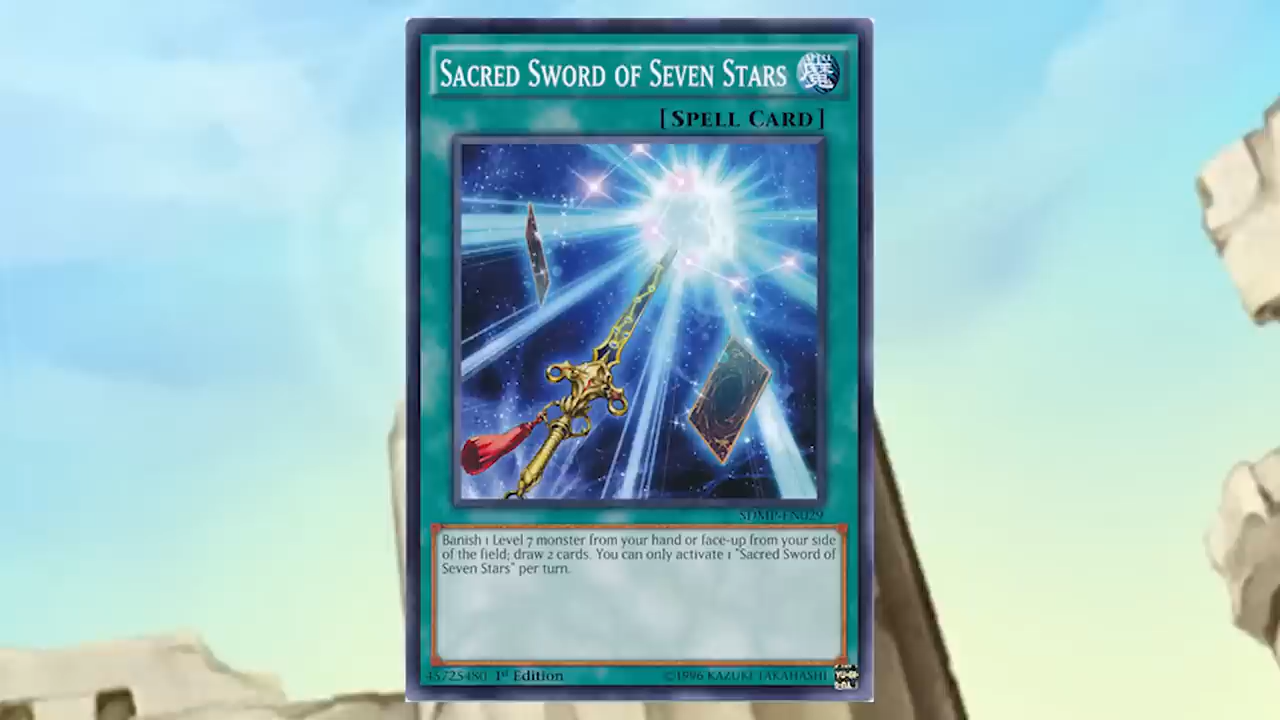 SACRED SWORD OF SEVEN STARS 魔
[SPELL CARD]
SDMP-EN029
Banish 1 Level 7 monster from your hand or face-up from your side
of the field; draw 2 cards. You can only activate 1 "Sacred Sword of
Seven Stars" per turn.
45725480 1st Edition ©1996 KAZUKI TAKAHASHI